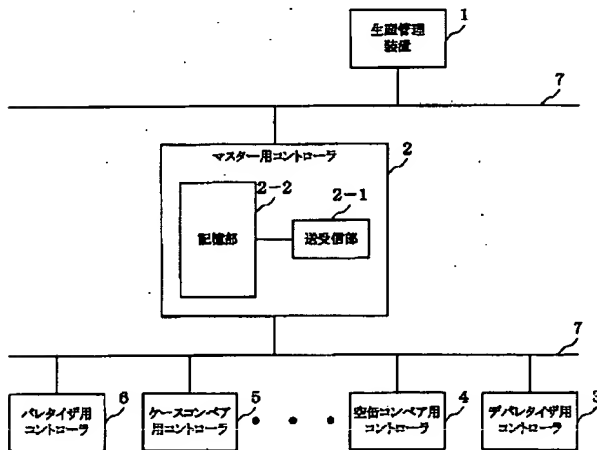 1
生産管理
装置
7
マスター用コントローラ
2
2-2
2-1
記憶部
送受信部
7
6
5
4
3
パレタイザ用
コントローラ
ケースコンベア
用コントローラ
空缶コンベア用
コントローラ
デパレタイザ用
コントローラ